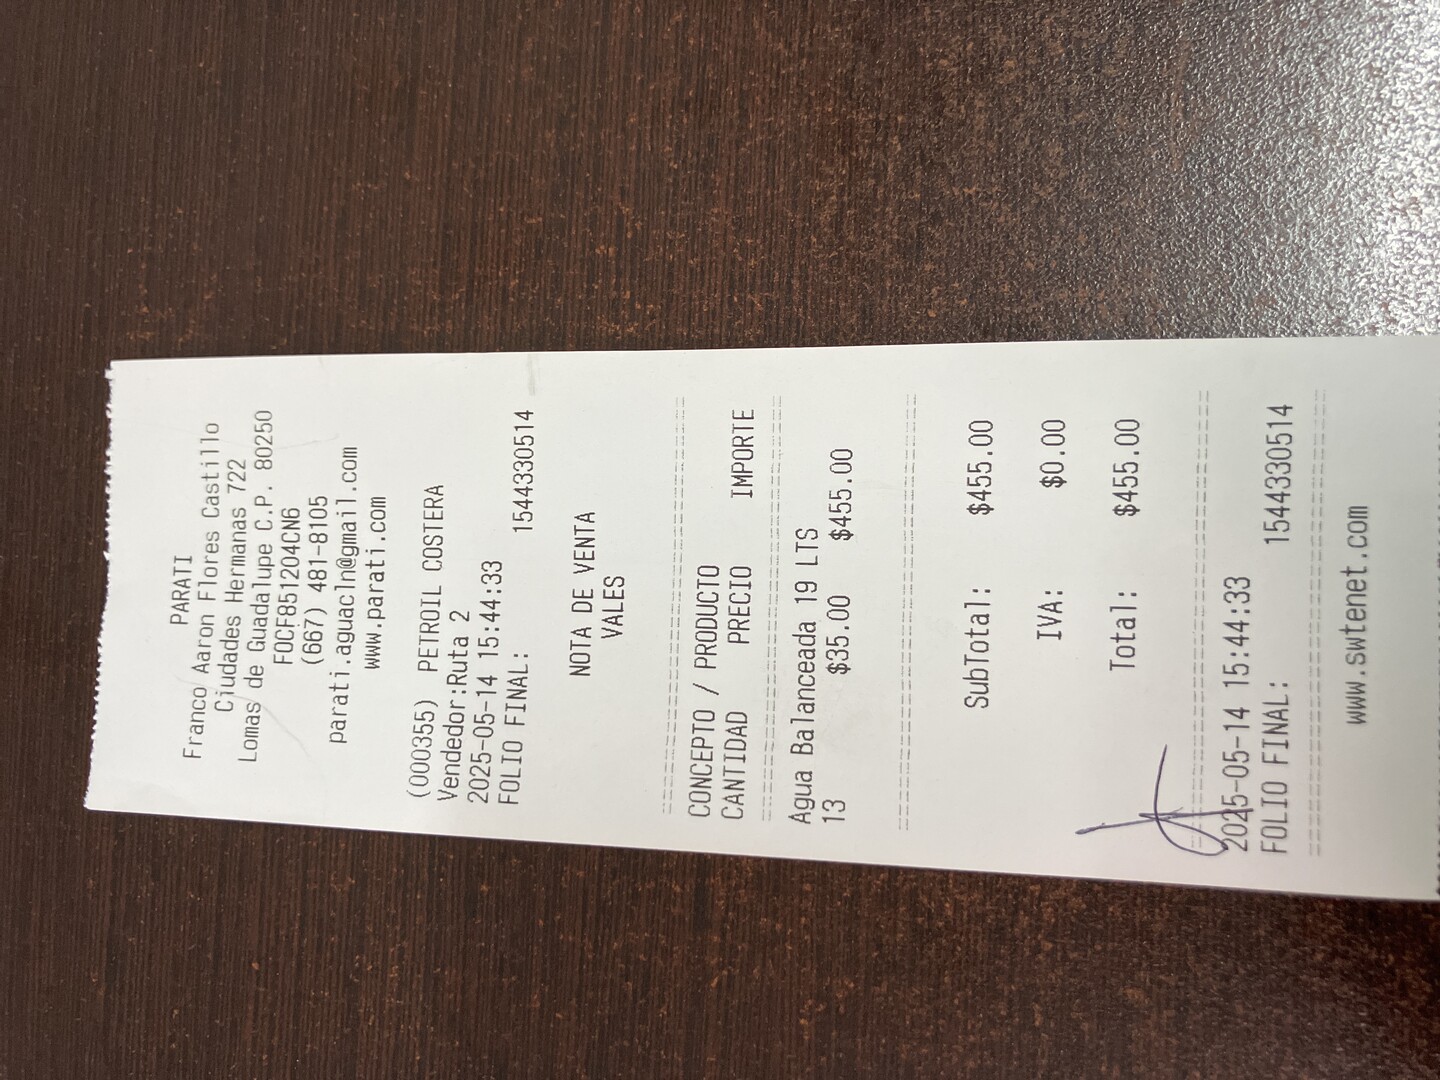 PARATI
Franco Aaron Flores Castillo
Ciudades Hermanas 722
Lomas de Guadalupe C.P. 80250
FOCF851204CN6
(667) 481-8105
parati.aguacln@gmail.com
www.parati.com
(000355) PETROIL COSTERA
Vendedor:Ruta 2
2025-05-14 15:44:33
FOLIO FINAL: 1544330514
NOTA DE VENTA
VALES
CONCEPTO / PRODUCTO
CANTIDAD PRECIO IMPORTE
Agua Balanceada 19 LTS
13 $35.00 $455.00
SubTotal: $455.00
IVA: $0.00
Total: $455.00
2025-05-14 15:44:33
FOLIO FINAL: 1544330514
www.swtenet.com